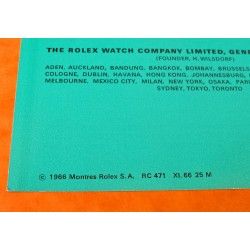 THE ROLEX WATCH COMPANY LIMITED, GENE
(FOUNDER, H. WILSDORF)
ADEN, AUCKLAND, BANDUNG, BANGKOK, BOMBAY, BRUSSELS,
COLOGNE, DUBLIN, HAVANA, HONG KONG, JOHANNESBURG,
MELBOURNE, MEXICO CITY, MILAN, NEW YORK, OSAKA, PAR
SYDNEY, TOKYO, TORONTO
© 1966 Montres Rolex S.A. RC 471 XI. 66 25 M